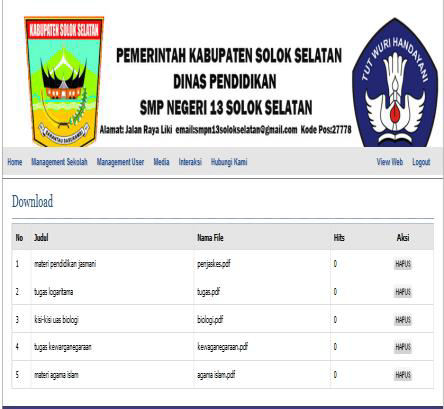 KABUPATEN SOLOK SELATAN
SARANTAU SASURAMBI
PEMERINTAH KABUPATEN SOLOK SELATAN
DINAS PENDIDIKAN
SMP NEGERI 13 SOLOK SELATAN
Alamat: Jalan Raya Liki email:smpn13solokselatan@gmail.com Kode Pos:27778
TUT WURI HANDAYANI
Home Management Sekolah Management User Media Interaksi Hubungi Kami View Web Logout
Download
No Judul Nama File Hits Aksi
1 materi pendidikan jasmani penjaskes.pdf 0 HAPUS
2 tugas logaritama tugas.pdf 0 HAPUS
3 kisi-kisi uas biologi biologi.pdf 0 HAPUS
4 tugas kewarganegaraan kewaganegaraan.pdf 0 HAPUS
5 materi agama islam agama islam.pdf 0 HAPUS